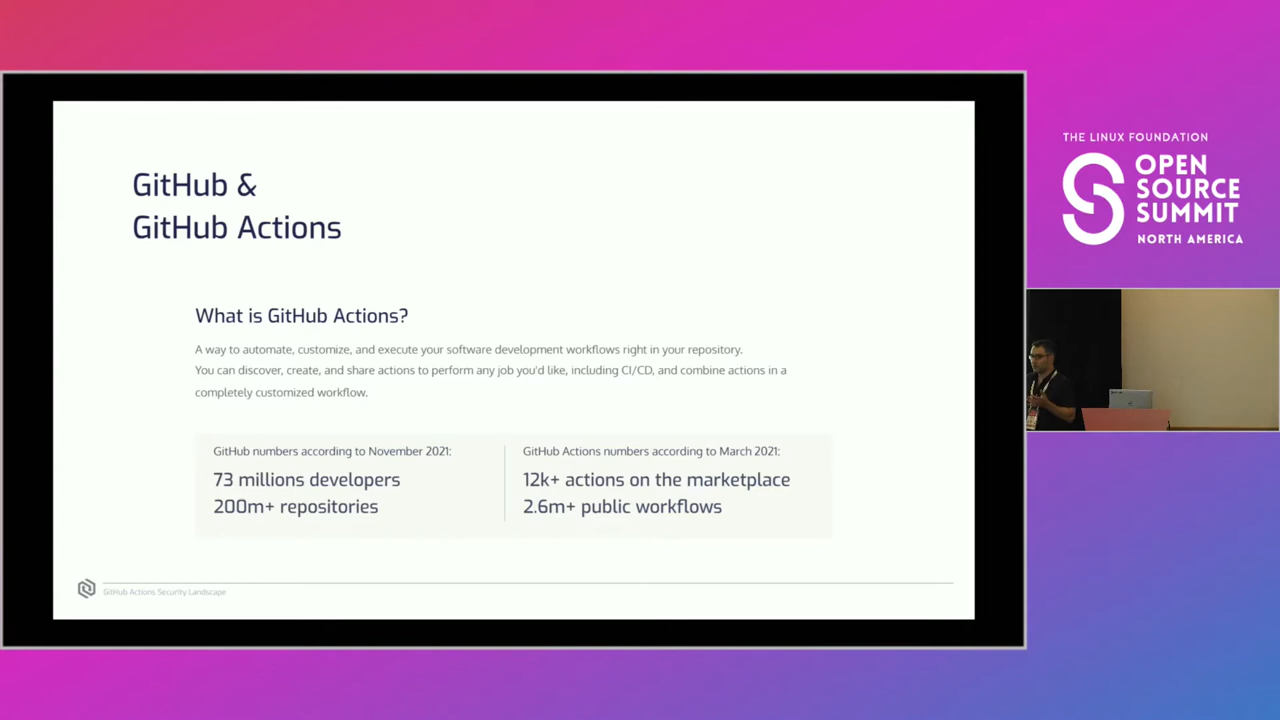 GitHub &
GitHub Actions
What is GitHub Actions?
A way to automate, customize, and execute your software development workflows right in your repository.
You can discover, create, and share actions to perform any job you'd like, including CI/CD, and combine actions in a
completely customized workflow.
GitHub numbers according to November 2021:
73 millions developers
200m+ repositories
GitHub Actions numbers according to March 2021:
12k+ actions on the marketplace
2.6m+ public workflows
GitHub Actions Security Landscape
THE LINUX FOUNDATION
OPEN
SOURCE
SUMMIT
NORTH AMERICA